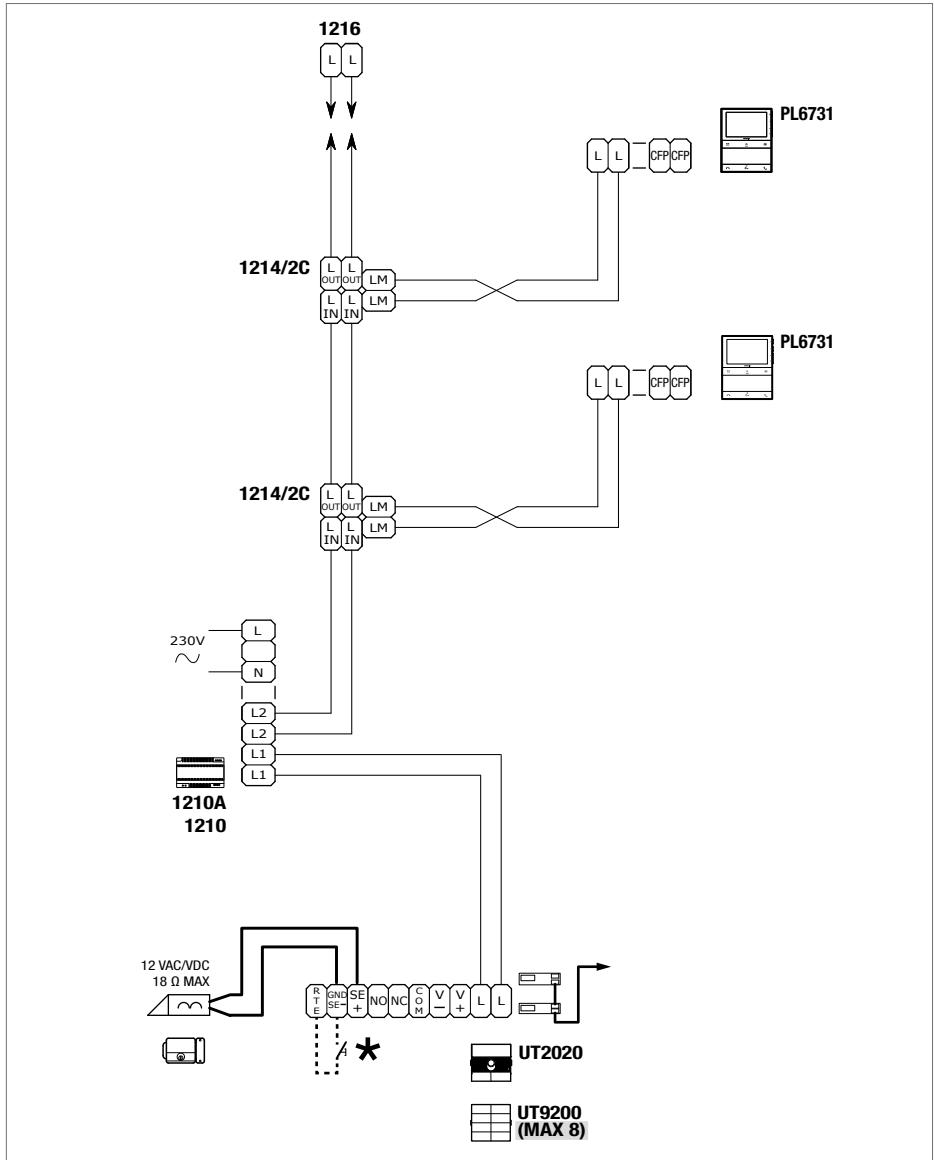 1216
L L
PL6731
L L CFP CFP
1214/2C
L OUT L OUT LM
L IN L IN LM
PL6731
L L CFP CFP
1214/2C
L OUT L OUT LM
L IN L IN LM
230V
L
N
L2
L2
L1
L1
1210A
1210
12 VAC/VDC
18 Ω MAX
RTE GND SE- SE+ NO NC COM V- V+ L L
*
UT2020
UT9200
(MAX 8)